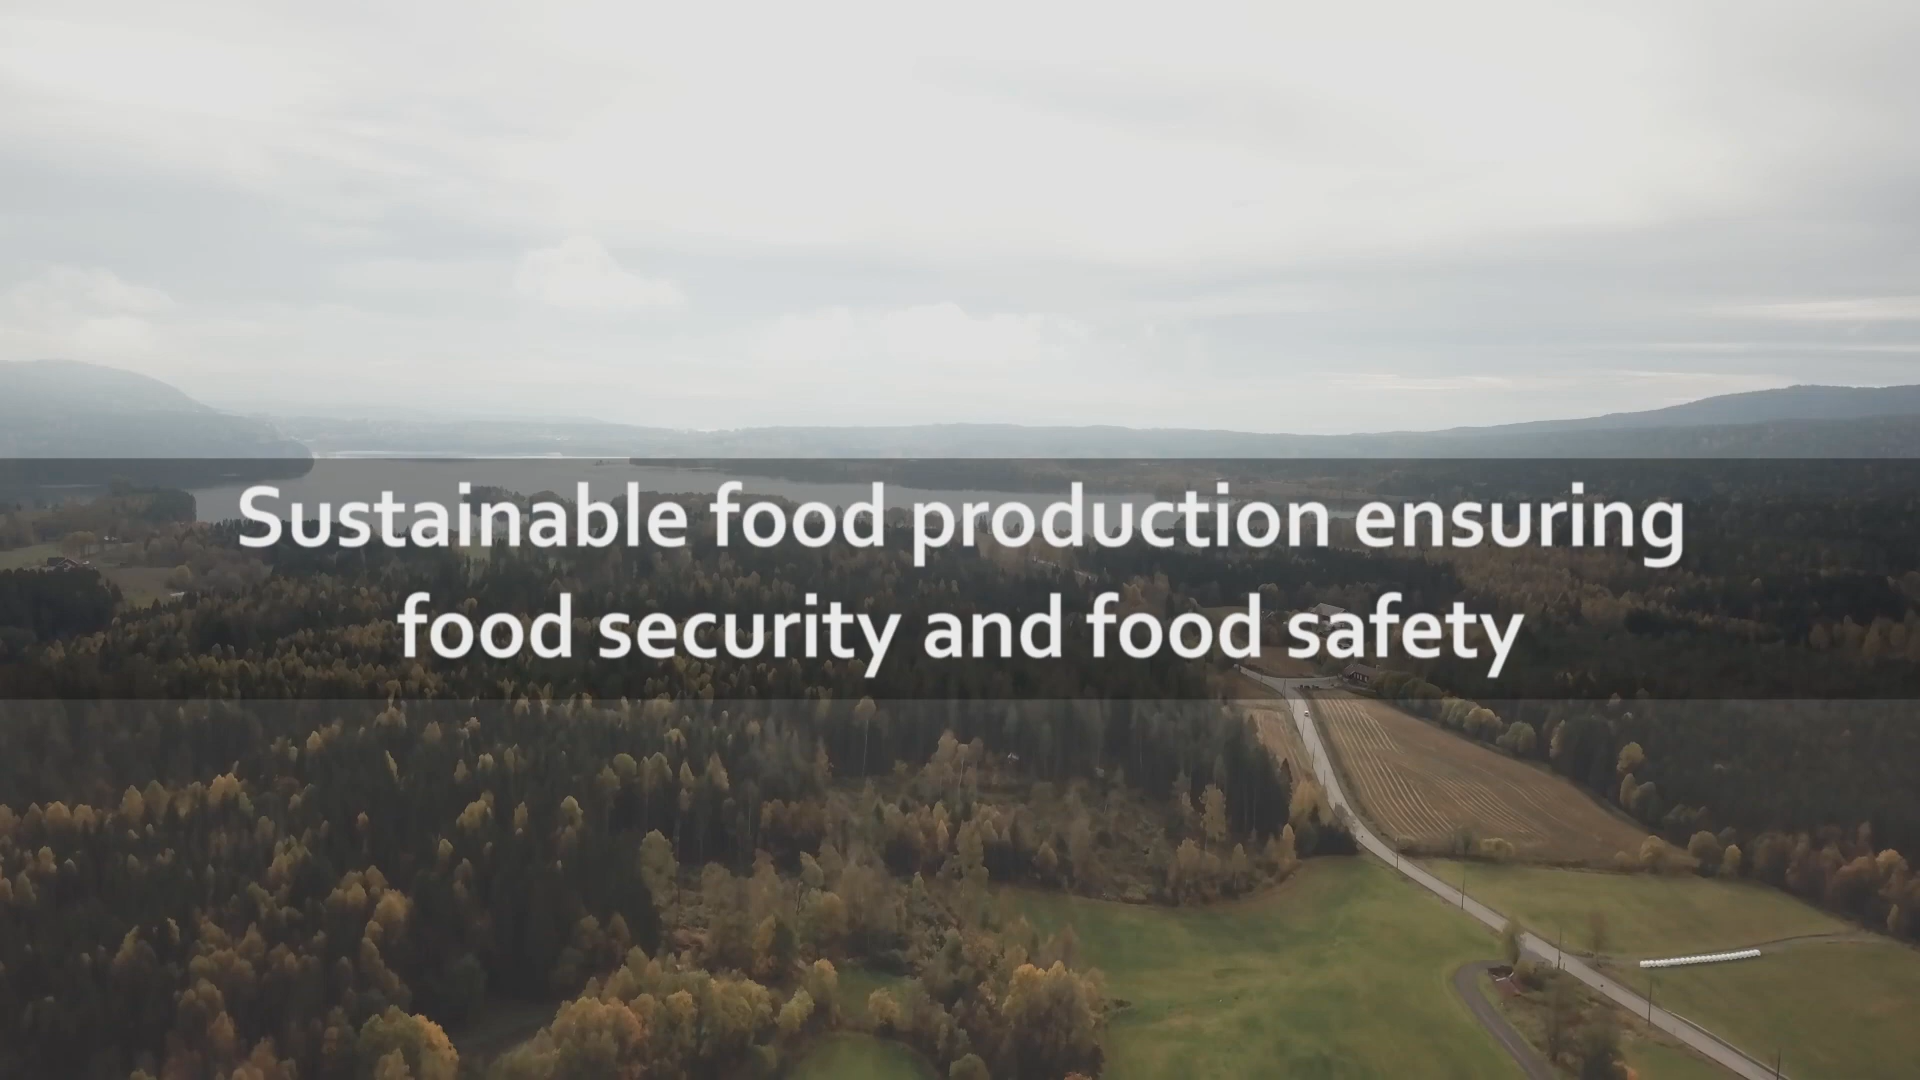 Sustainable food production ensuring
food security and food safety